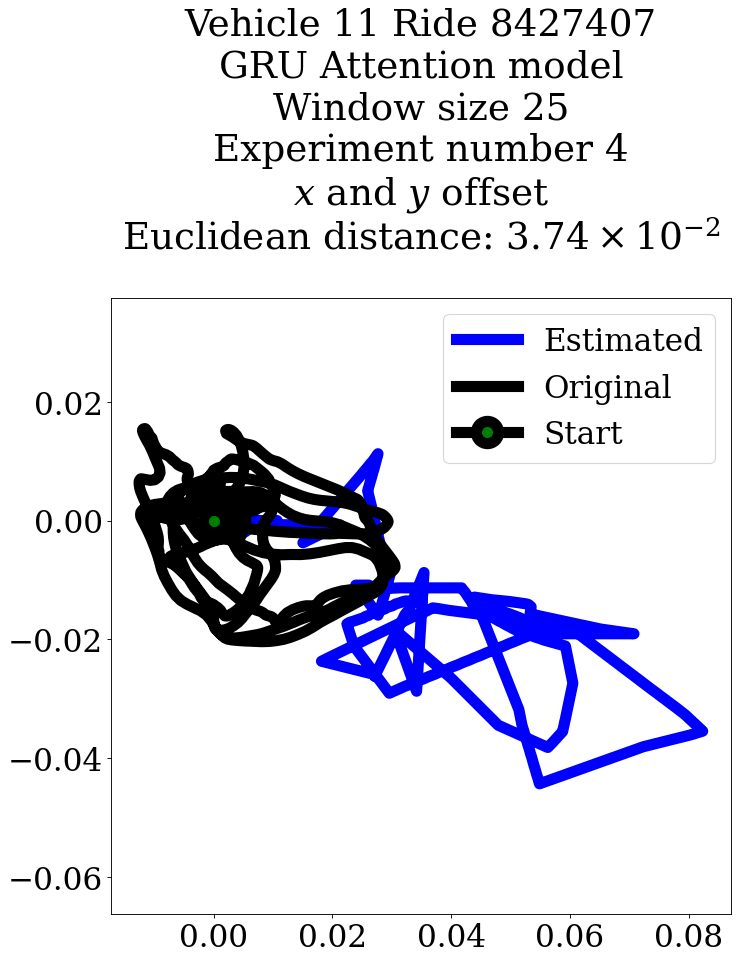 Vehicle 11 Ride 8427407
GRU Attention model
Window size 25
Experiment number 4
x and y offset
Euclidean distance: 3.74 × 10⁻²
Estimated
Original
Start
0.02
0.00
−0.02
−0.04
−0.06
0.00 0.02 0.04 0.06 0.08